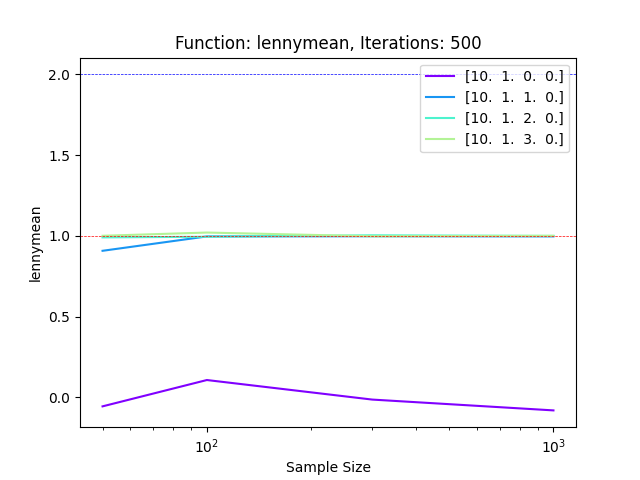 Function: lennymean, Iterations: 500
2.0
1.5
1.0
0.5
0.0
lennymean
[10.  1.  0.  0.]
[10.  1.  1.  0.]
[10.  1.  2.  0.]
[10.  1.  3.  0.]
10²
10³
Sample Size